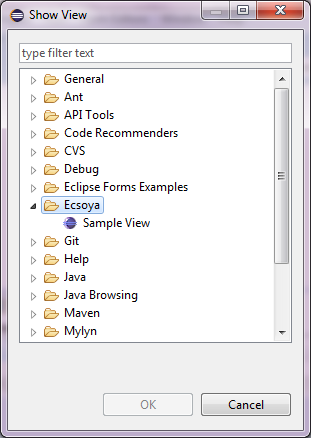 Show View
type filter text
General
Ant
API Tools
Code Recommenders
CVS
Debug
Eclipse Forms Examples
Ecsoya
Sample View
Git
Help
Java
Java Browsing
Maven
Mylyn
OK
Cancel